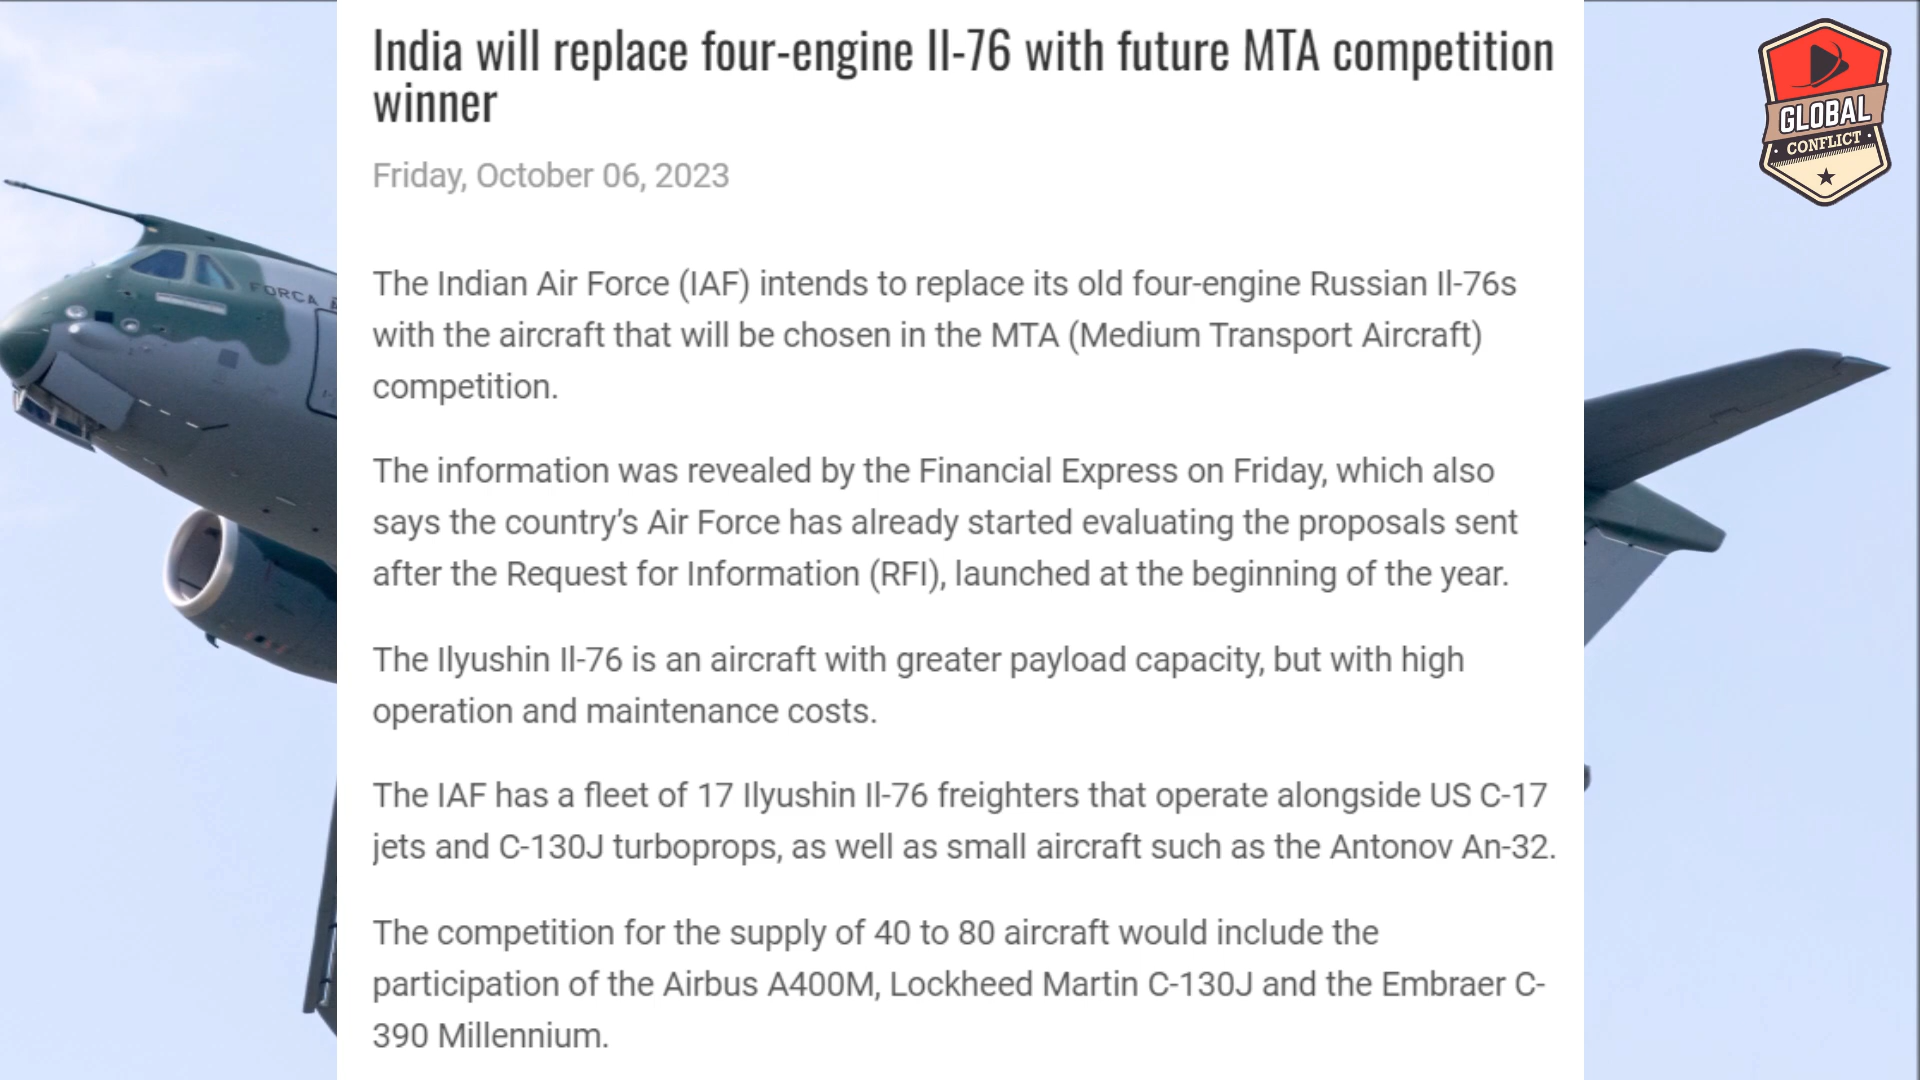 India will replace four-engine Il-76 with future MTA competition
winner
Friday, October 06, 2023
The Indian Air Force (IAF) intends to replace its old four-engine Russian Il-76s
with the aircraft that will be chosen in the MTA (Medium Transport Aircraft)
competition.
The information was revealed by the Financial Express on Friday, which also
says the country’s Air Force has already started evaluating the proposals sent
after the Request for Information (RFI), launched at the beginning of the year.
The Ilyushin Il-76 is an aircraft with greater payload capacity, but with high
operation and maintenance costs.
The IAF has a fleet of 17 Ilyushin Il-76 freighters that operate alongside US C-17
jets and C-130J turboprops, as well as small aircraft such as the Antonov An-32.
The competition for the supply of 40 to 80 aircraft would include the
participation of the Airbus A400M, Lockheed Martin C-130J and the Embraer C-
390 Millennium.
FORCA
GLOBAL
CONFLICT